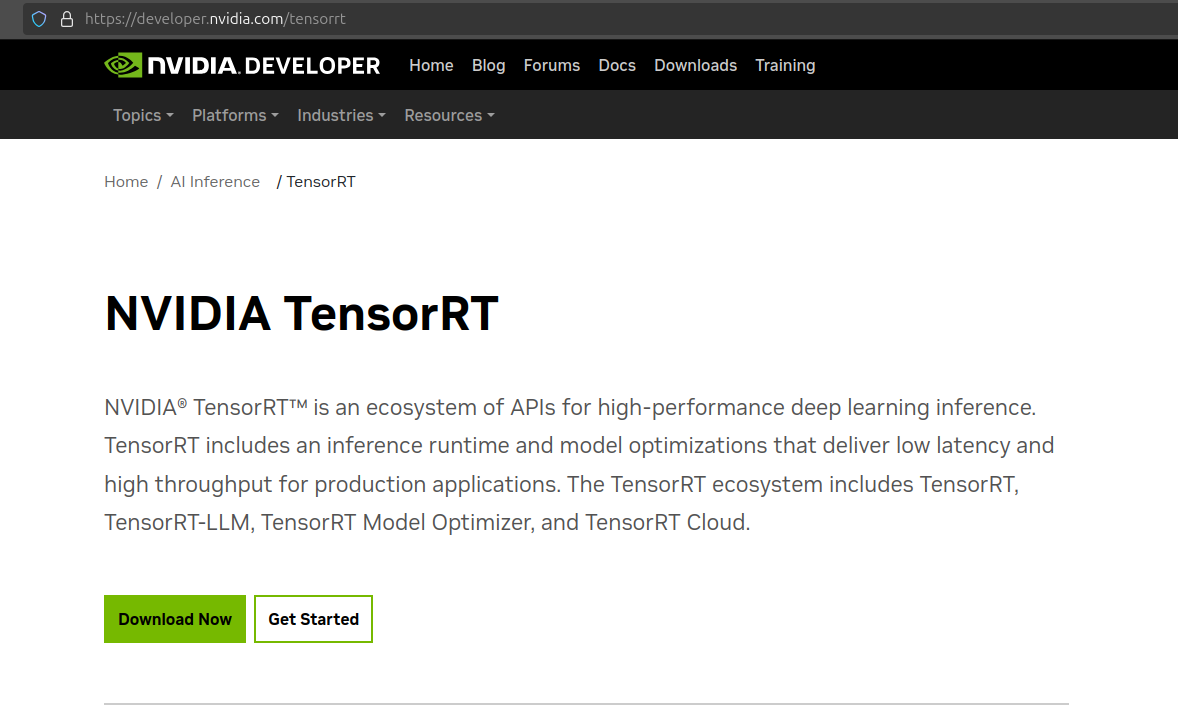 https://developer.nvidia.com/tensorrt
NVIDIA. DEVELOPER Home Blog Forums Docs Downloads Training
Topics Platforms Industries Resources
Home / AI Inference / TensorRT
NVIDIA TensorRT
NVIDIA® TensorRT™ is an ecosystem of APIs for high-performance deep learning inference.
TensorRT includes an inference runtime and model optimizations that deliver low latency and
high throughput for production applications. The TensorRT ecosystem includes TensorRT,
TensorRT-LLM, TensorRT Model Optimizer, and TensorRT Cloud.
Download Now Get Started